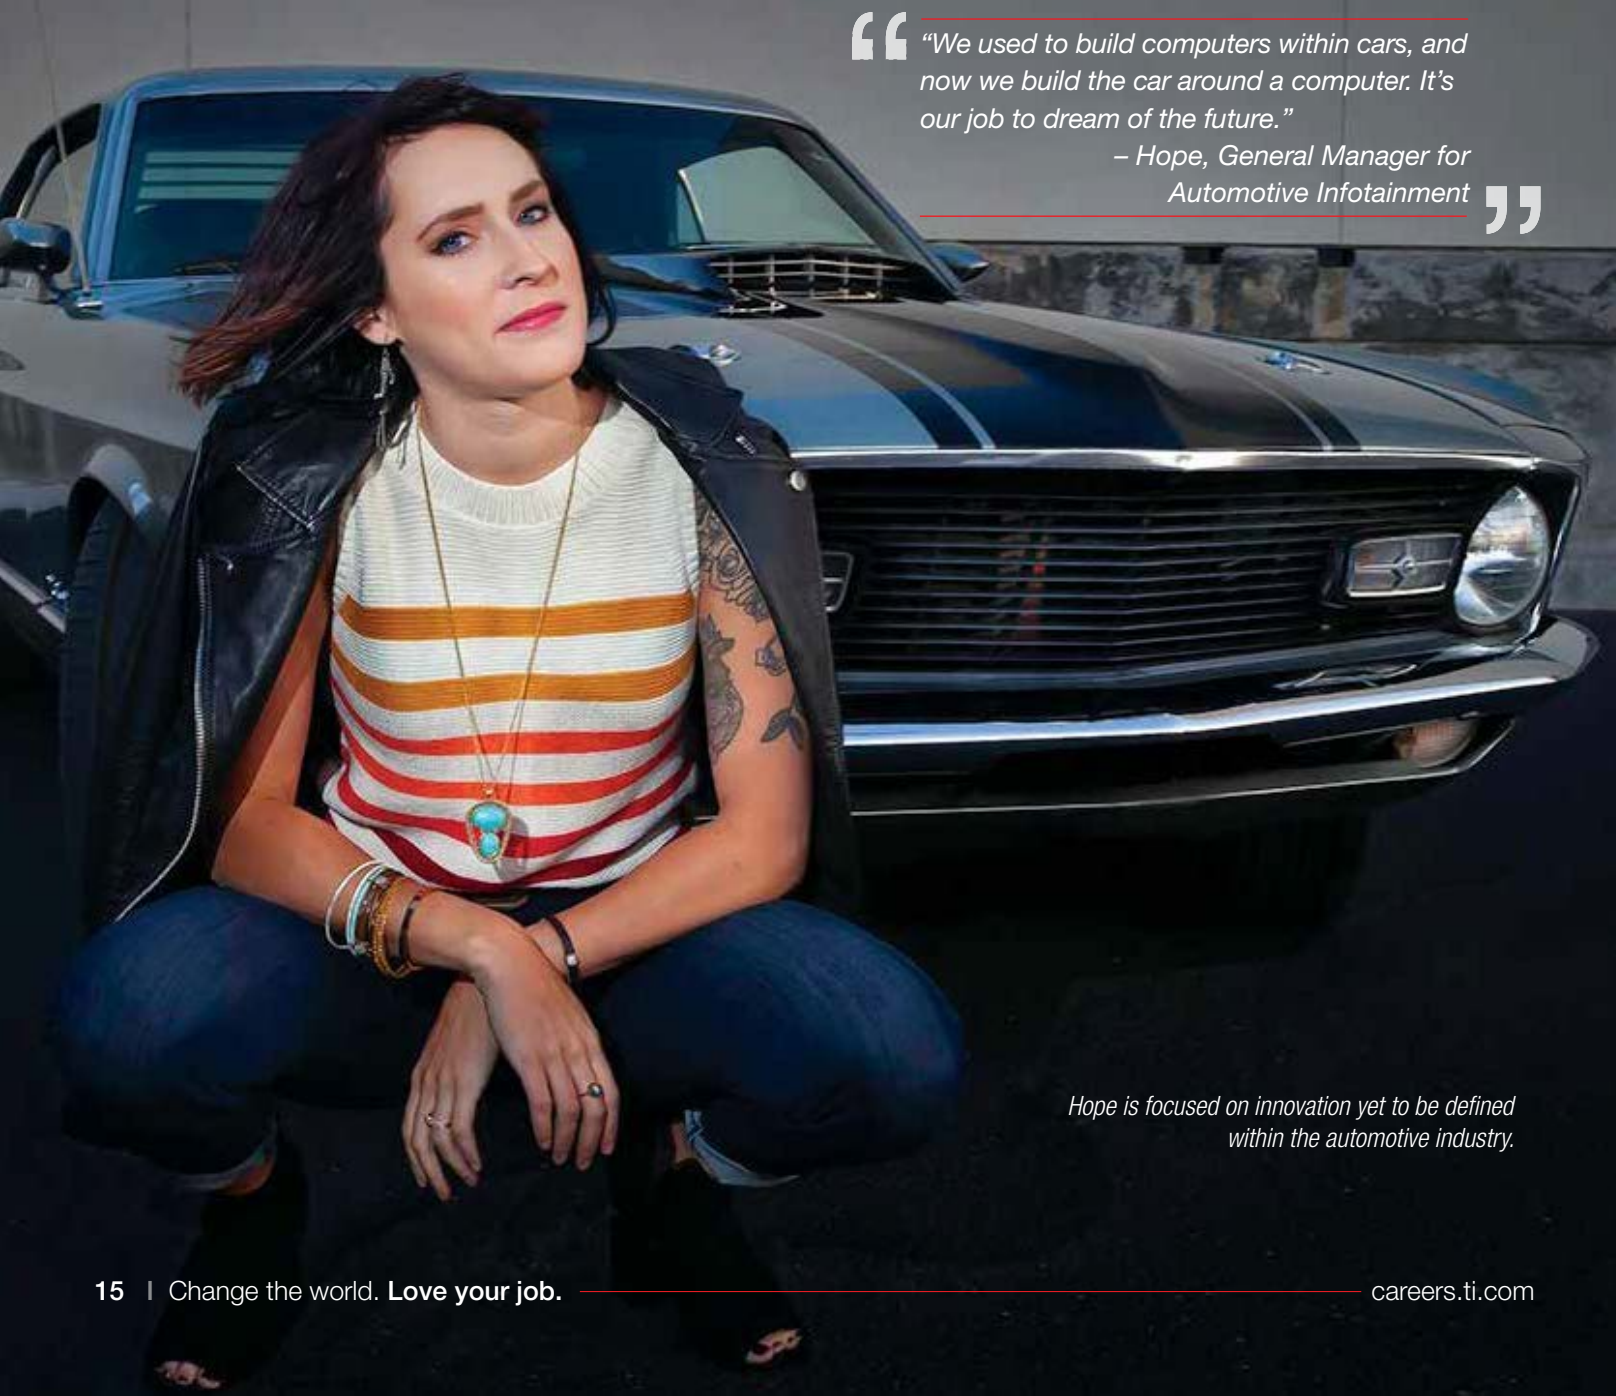 “We used to build computers within cars, and
now we build the car around a computer. It’s
our job to dream of the future.”
– Hope, General Manager for
Automotive Infotainment
Hope is focused on innovation yet to be defined
within the automotive industry.
15 | Change the world. Love your job.
careers.ti.com